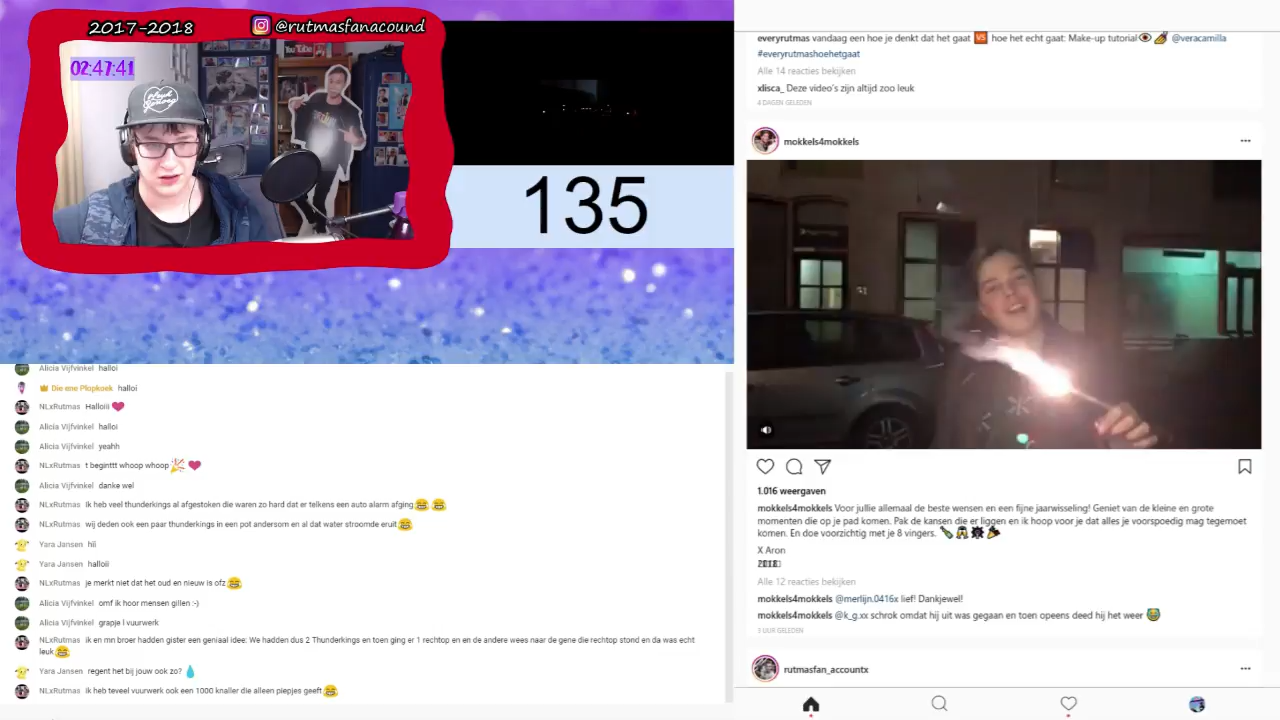 2017-2018
@rutmasfanacound
02:47:41
YouTube
135
Alicia Vijfvinkel halloi
Die ene Plopkoek halloi
NLxRutmas Halloiii ❤
Alicia Vijfvinkel halloi
Alicia Vijfvinkel yeahh
NLxRutmas t beginttt whoop whoop 🎉 ❤
Alicia Vijfvinkel danke wel
NLxRutmas Ik heb veel thunderkings al afgestoken die waren zo hard dat er telkens een auto alarm afging 😂 😂
NLxRutmas wij deden ook een paar thunderkings in een pot andersom en al dat water stroomde eruit 😂
Yara Jansen hii
Yara Jansen halloii
NLxRutmas je merkt niet dat het oud en nieuw is ofz 😂
Alicia Vijfvinkel omf ik hoor mensen gillen :-)
Alicia Vijfvinkel grapje l vuurwerk
NLxRutmas ik en mn broer hadden gister een geniaal idee: We hadden dus 2 Thunderkings en toen ging er 1 rechtop en en de andere wees naar de gene die rechtop stond en da was echt
leuk 😂
Yara Jansen regent het bij jouw ook zo? 💧
NLxRutmas Ik heb teveel vuurwerk ook een 1000 knaller die alleen piepjes geeft 😂
everyrutmas vandaag een hoe je denkt dat het gaat 🆚 hoe het echt gaat: Make-up tutorial 👁 💅 @veracamilla
#everyrutmashoehetgaat
Alle 14 reacties bekijken
xlisca_ Deze video's zijn altijd zoo leuk
4 DAGEN GELEDEN
mokkels4mokkels
1.016 weergaven
mokkels4mokkels Voor jullie allemaal de beste wensen en een fijne jaarwisseling! Geniet van de kleine en grote
momenten die op je pad komen. Pak de kansen die er liggen en ik hoop voor je dat alles je voorspoedig mag tegemoet
komen. En doe voorzichtig met je 8 vingers.
X Aron
Alle 12 reacties bekijken
mokkels4mokkels @merlijn.0416x lief! Dankjewel!
mokkels4mokkels @k_g.xx schrok omdat hij uit was gegaan en toen opeens deed hij het weer 😭
3 UUR GELEDEN
rutmasfan_accountx